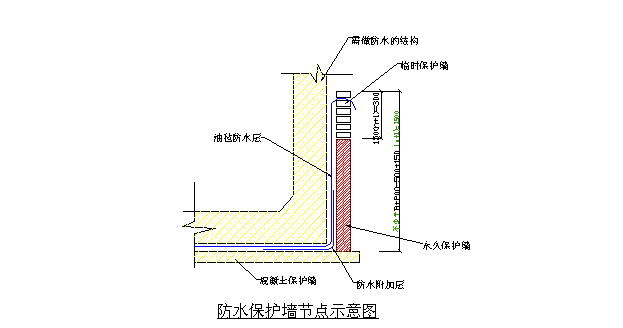 需做防水的结构
临时保护墙
油毡防水层
永久保护墙
混凝土保护墙
防水附加层
防水保护墙节点示意图